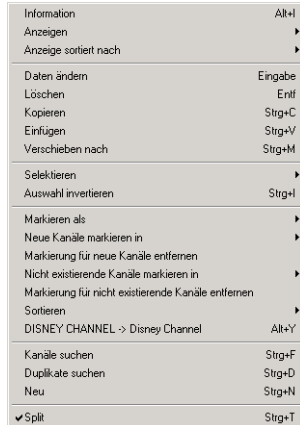 Information Alt+I
Anzeigen
Anzeige sortiert nach
Daten ändern Eingabe
Löschen Entf
Kopieren Strg+C
Einfügen Strg+V
Verschieben nach Strg+M
Selektieren
Auswahl invertieren Strg+I
Markieren als
Neue Kanäle markieren in
Markierung für neue Kanäle entfernen
Nicht existierende Kanäle markieren in
Markierung für nicht existierende Kanäle entfernen
Sortieren
DISNEY CHANNEL -> Disney Channel Alt+Y
Kanäle suchen Strg+F
Duplikate suchen Strg+D
Neu Strg+N
Split Strg+T